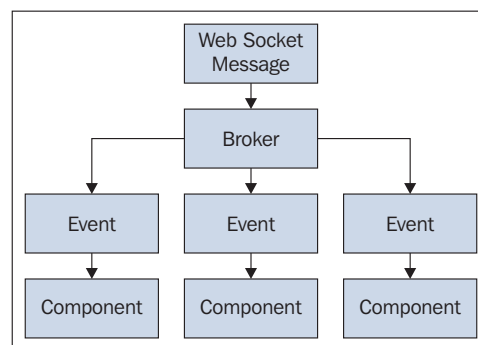 Web Socket
Message
Broker
Event
Event
Event
Component
Component
Component